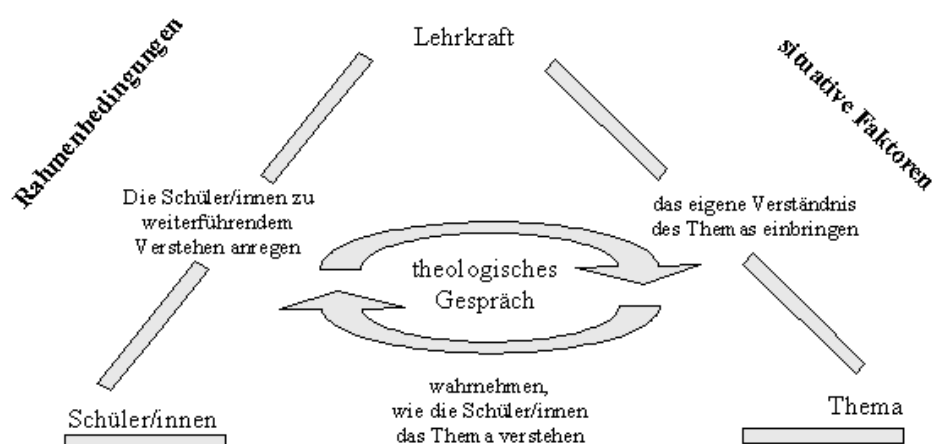 Lehrkraft
Rahmenbedingungen
situative Faktoren
Die Schüler/innen zu
weiterführendem
Verstehen anregen
das eigene Verständnis
des Themas einbringen
theologisches
Gespräch
wahrnehmen,
wie die Schüler/innen
das Thema verstehen
Schüler/innen
Thema